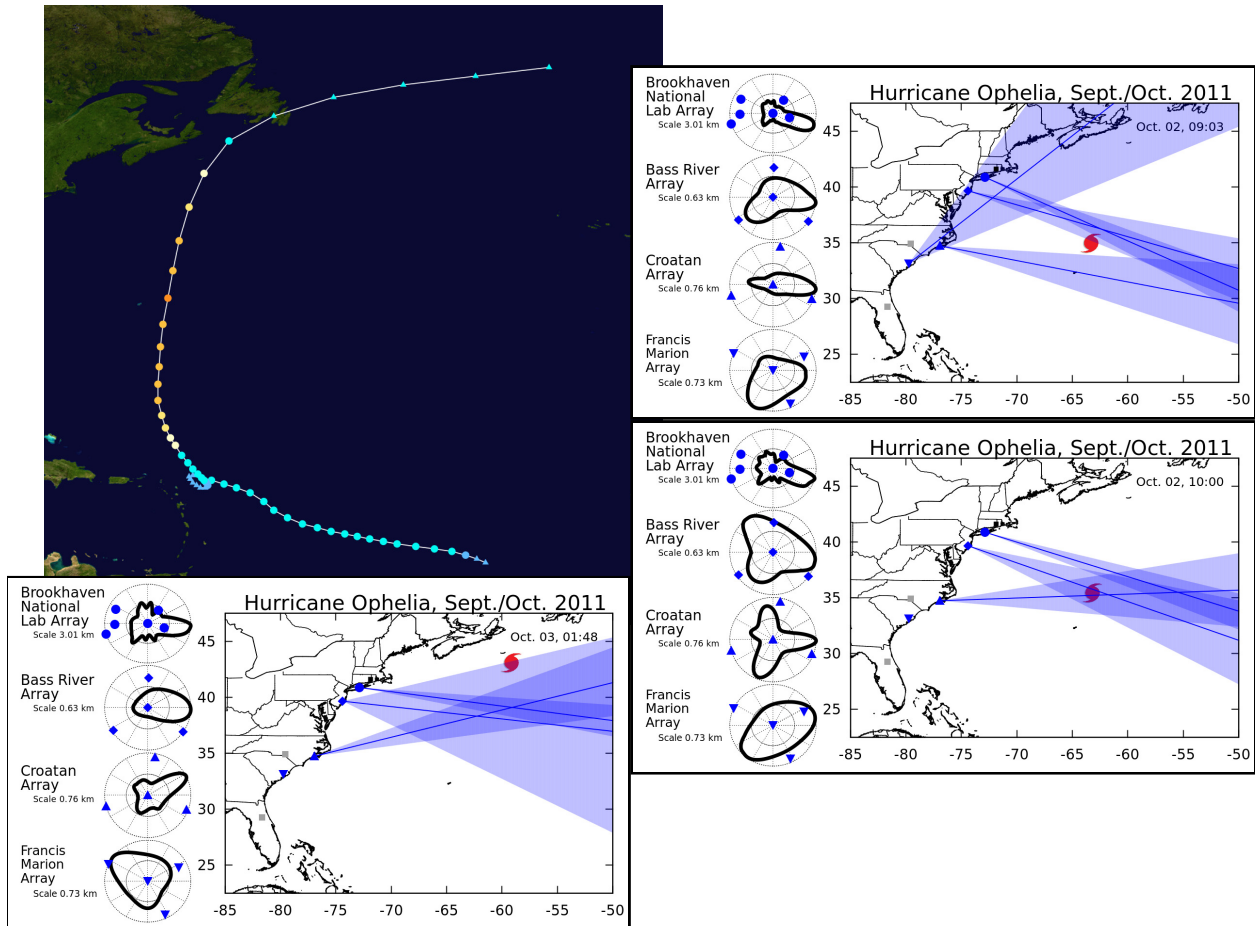 Brookhaven
National
Lab Array
Scale 3.01 km
Bass River
Array
Scale 0.63 km
Croatan
Array
Scale 0.76 km
Francis
Marion
Array
Scale 0.73 km
Hurricane Ophelia, Sept./Oct. 2011
Oct. 02, 09:03
45
40
35
30
25
-85 -80 -75 -70 -65 -60 -55 -50
Brookhaven
National
Lab Array
Scale 3.01 km
Bass River
Array
Scale 0.63 km
Croatan
Array
Scale 0.76 km
Francis
Marion
Array
Scale 0.73 km
Hurricane Ophelia, Sept./Oct. 2011
Oct. 02, 10:00
45
40
35
30
25
-85 -80 -75 -70 -65 -60 -55 -50
Brookhaven
National
Lab Array
Scale 3.01 km
Bass River
Array
Scale 0.63 km
Croatan
Array
Scale 0.76 km
Francis
Marion
Array
Scale 0.73 km
Hurricane Ophelia, Sept./Oct. 2011
Oct. 03, 01:48
45
40
35
30
25
-85 -80 -75 -70 -65 -60 -55 -50